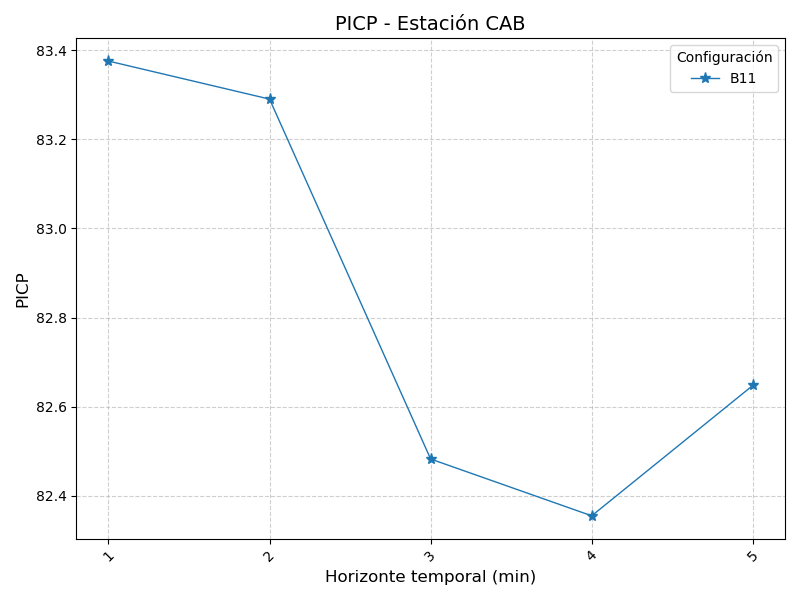 PICP - Estación CAB
Configuración
B11
83.4
83.2
83.0
82.8
82.6
82.4
PICP
1 2 3 4 5
Horizonte temporal (min)